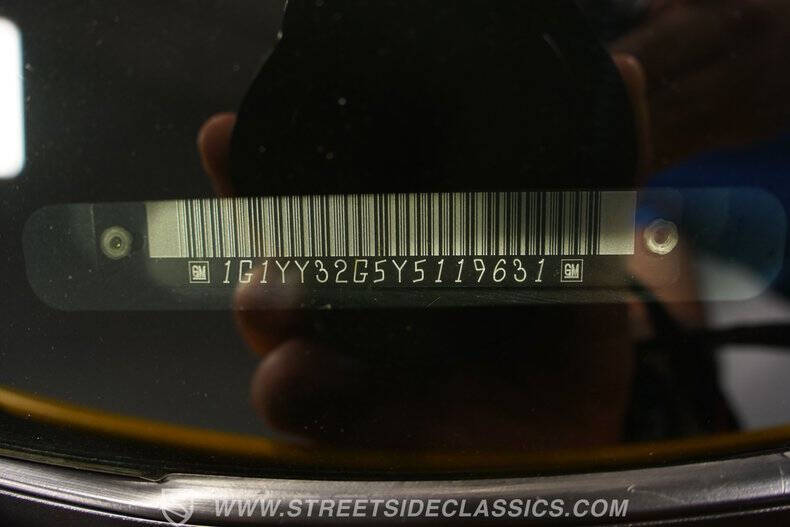 GM 1G1YY32G5Y5119631 GM
WWW.STREETSIDECLASSICS.COM